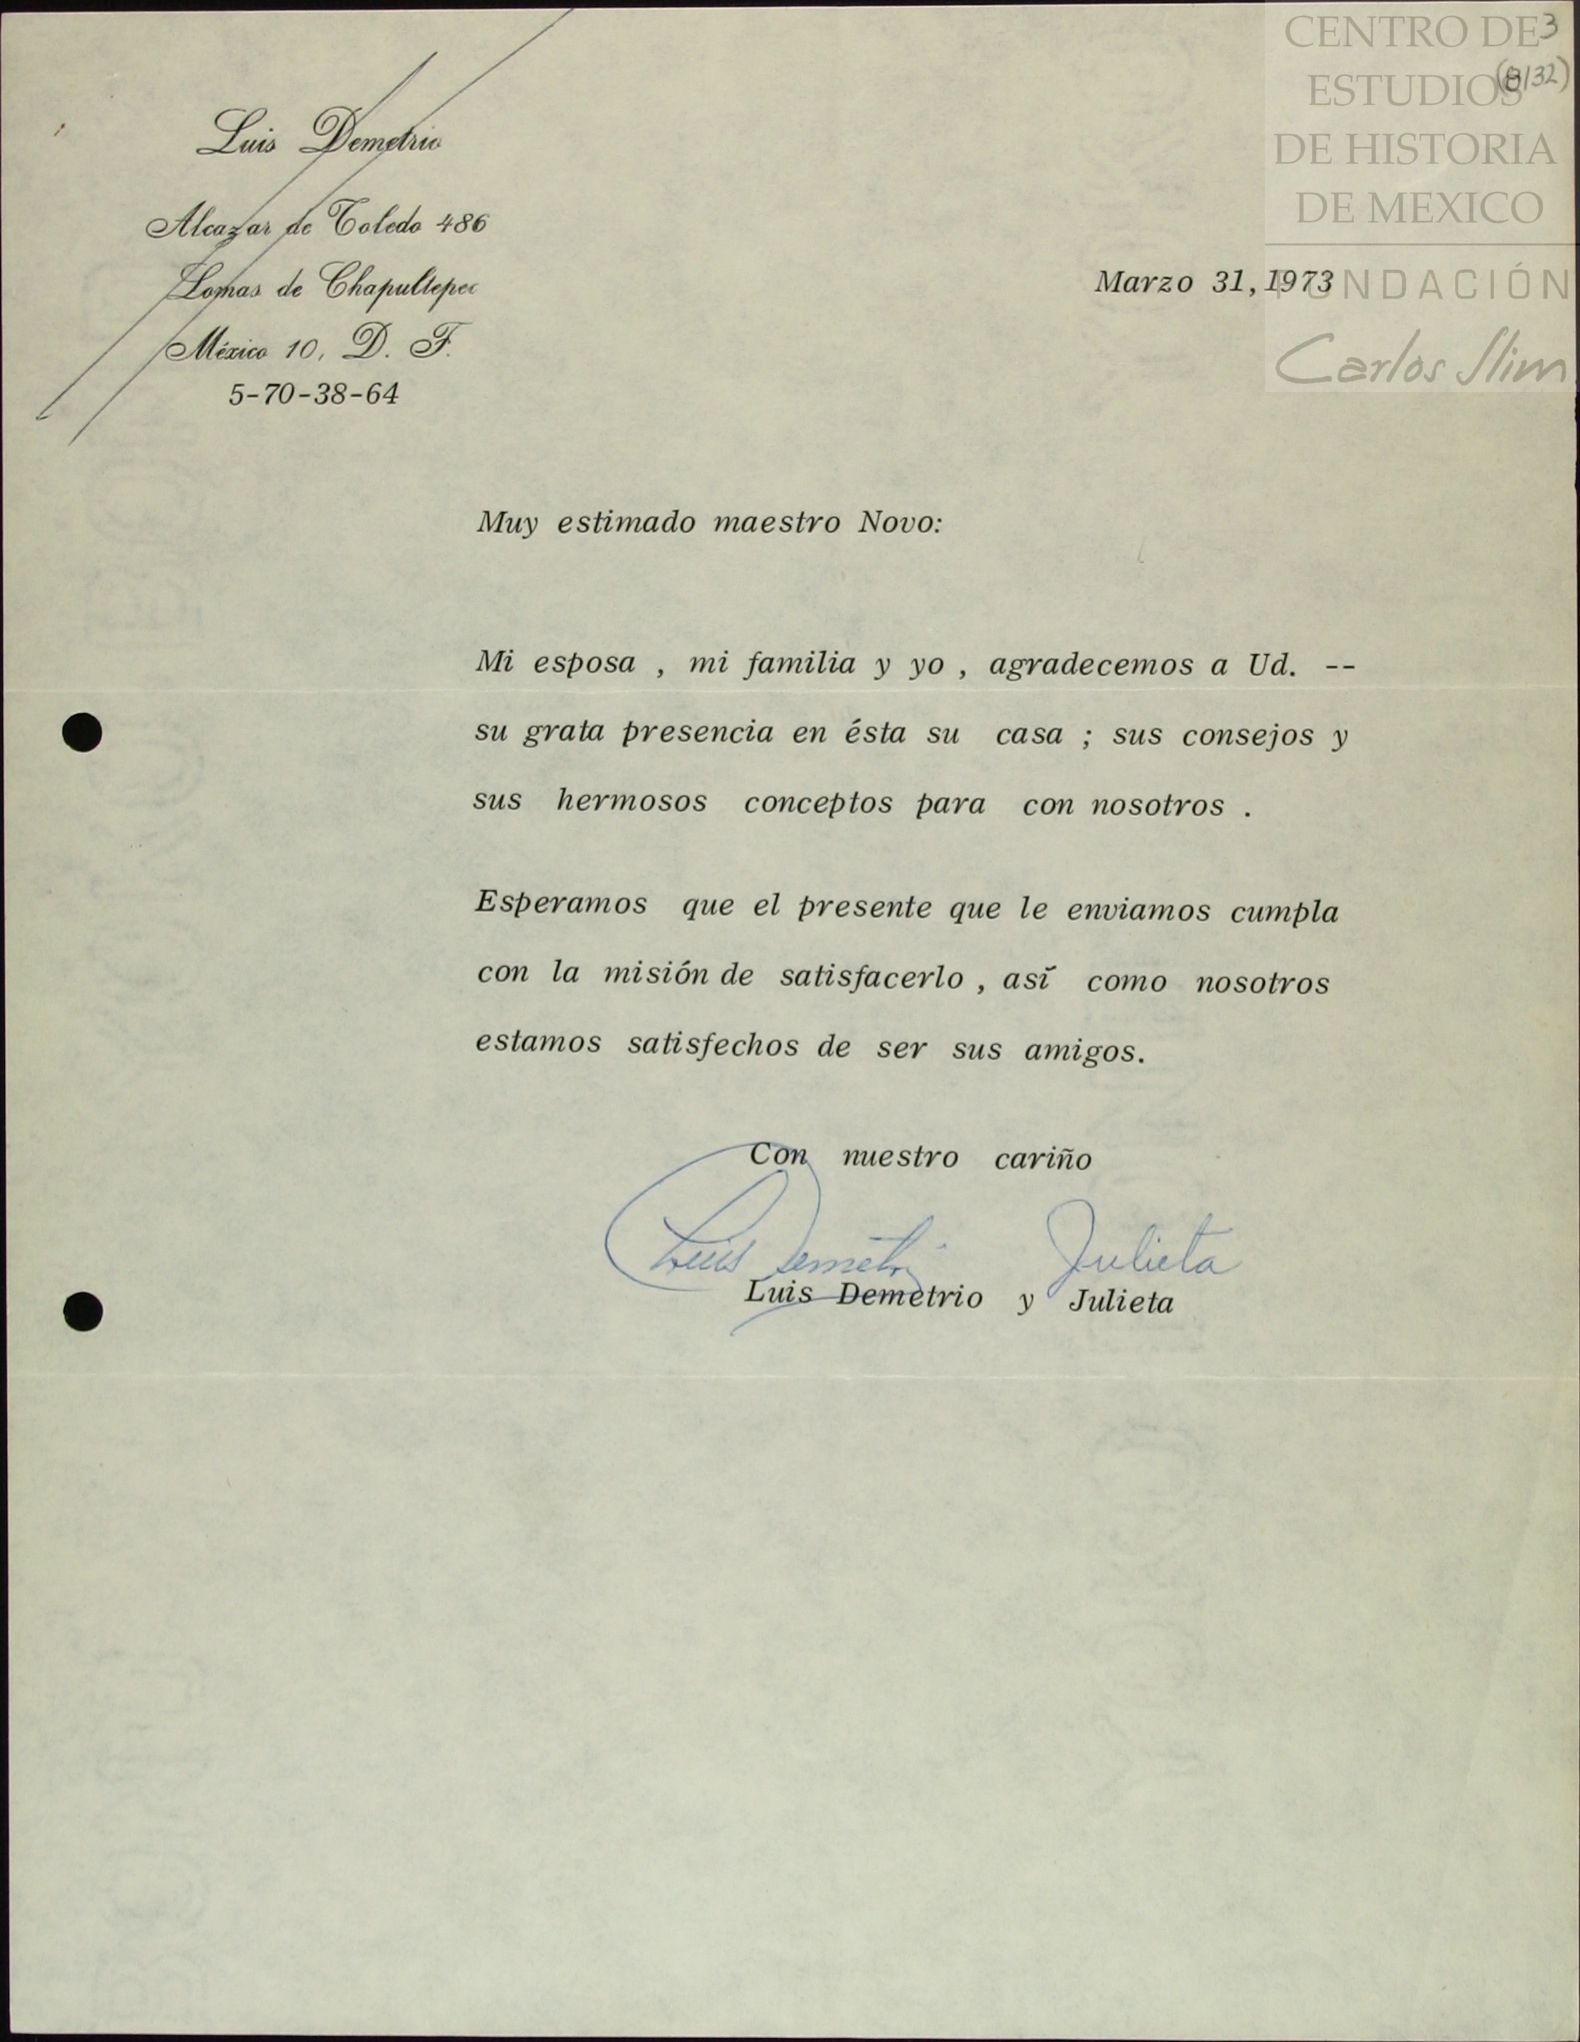 CENTRO DE
ESTUDIOS
DE HISTORIA
DE MEXICO
FUNDACIÓN
Carlos Slim
3
(8132)
Luis Demetrio
Alcazar de Toledo 486
Lomas de Chapultepec
México 10, D. F.
5-70-38-64
Marzo 31, 1973
Muy estimado maestro Novo:
Mi esposa , mi familia y yo , agradecemos a Ud. --
su grata presencia en ésta su casa ; sus consejos y
sus hermosos conceptos para con nosotros .
Esperamos que el presente que le enviamos cumpla
con la misión de satisfacerlo , así como nosotros
estamos satisfechos de ser sus amigos.
Con nuestro cariño
Luis Demetrio Julieta
Luis Demetrio y Julieta